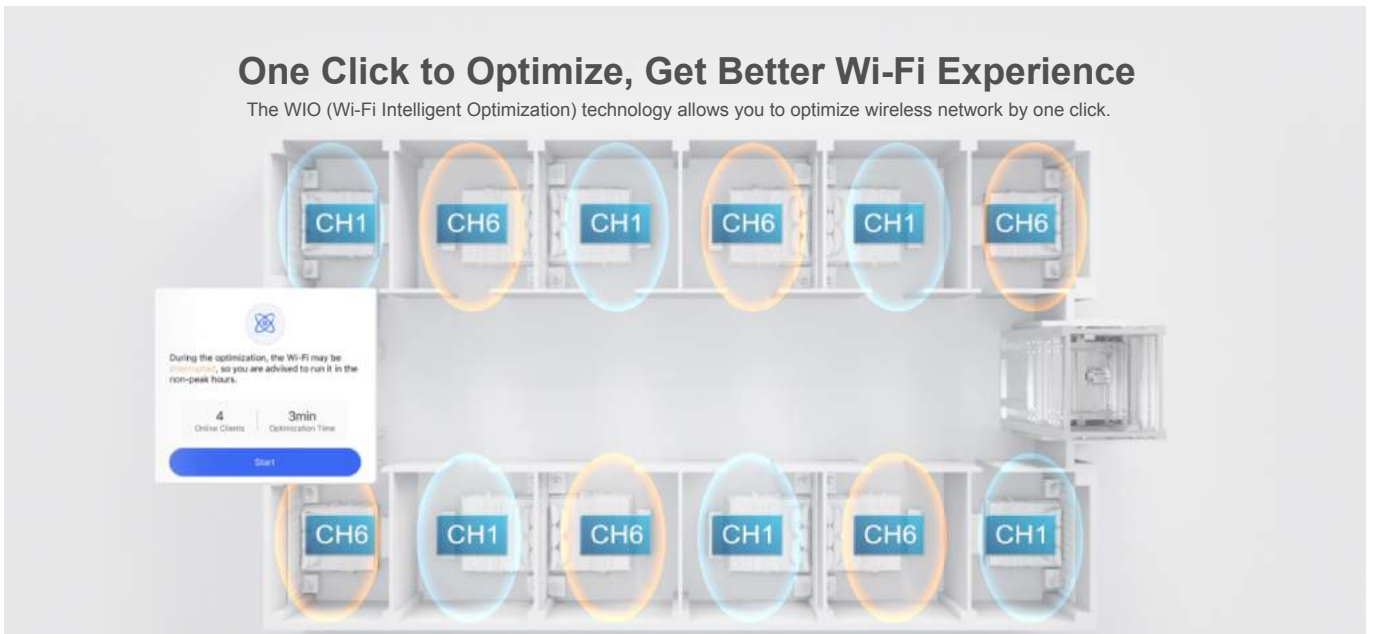 One Click to Optimize, Get Better Wi-Fi Experience
The WIO (Wi-Fi Intelligent Optimization) technology allows you to optimize wireless network by one click.
CH1 CH6 CH1 CH6 CH1 CH6
During the optimization, the Wi-Fi may be
interrupted, so you are advised to run it in the
non-peak hours.
4 3min
Online Clients Optimization Time
Start
CH6 CH1 CH6 CH1 CH6 CH1